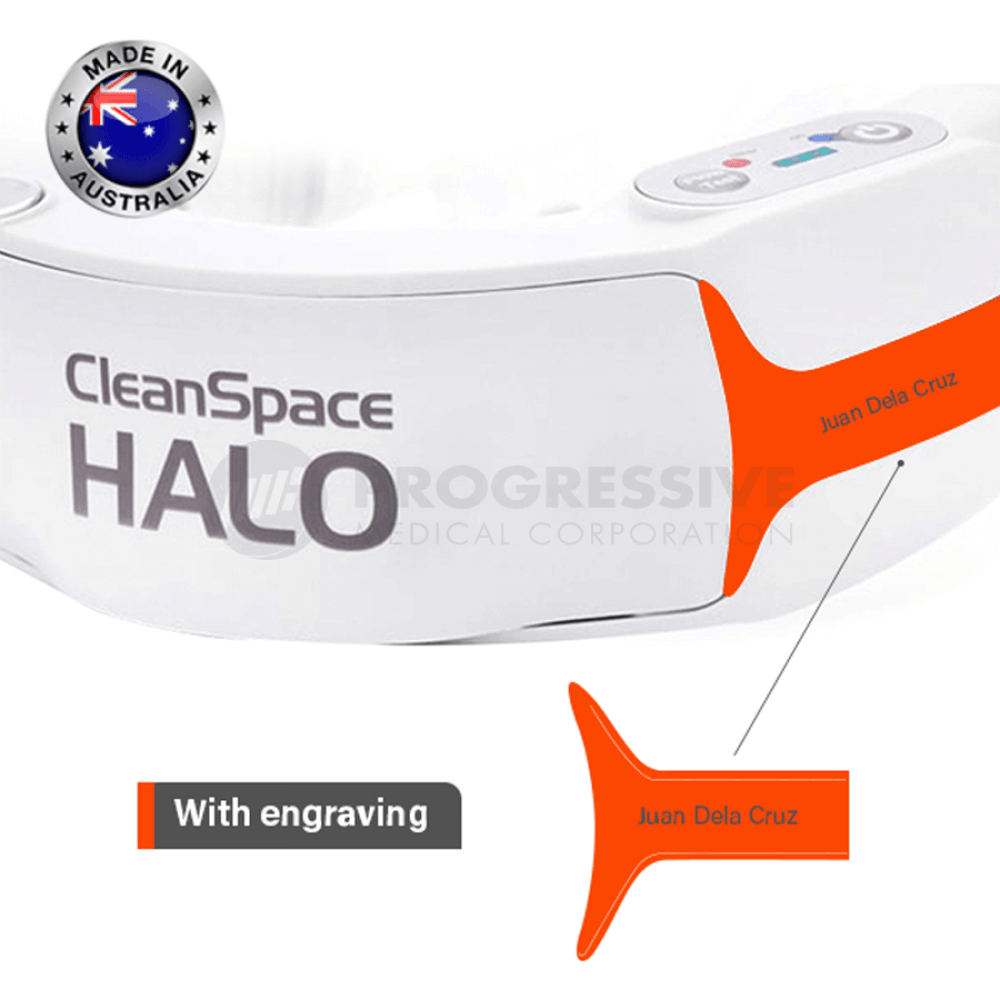 MADE IN
AUSTRALIA
CleanSpace
HALO
Juan Dela Cruz
PROGRESSIVE
MEDICAL CORPORATION
With engraving
Juan Dela Cruz